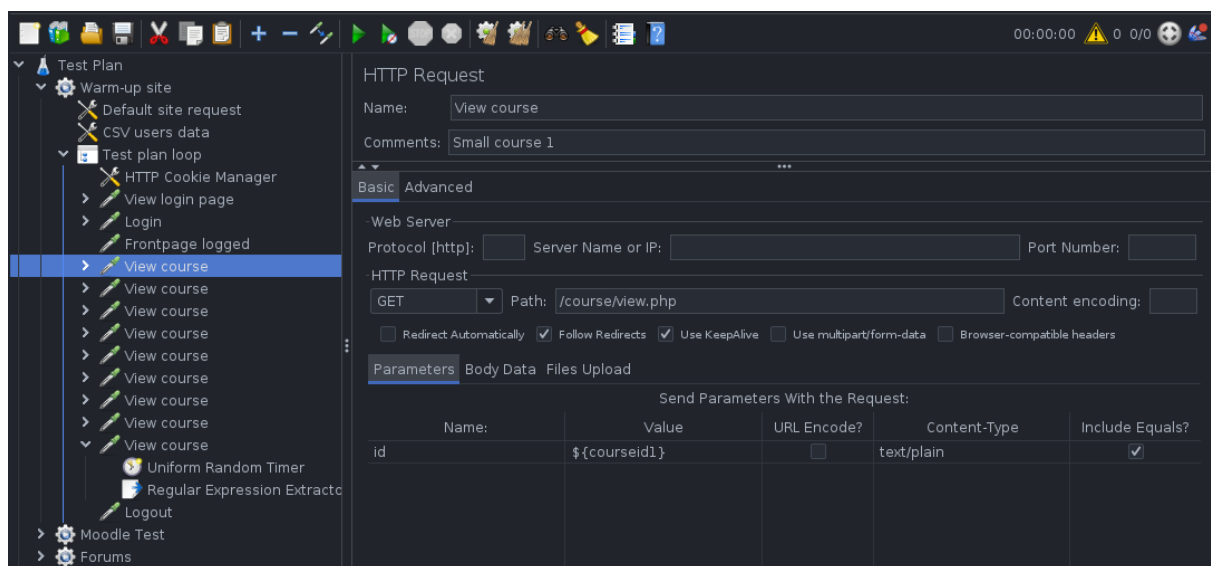 00:00:00 0 0/0
Test Plan
Warm-up site
Default site request
CSV users data
Test plan loop
HTTP Cookie Manager
View login page
Login
Frontpage logged
View course
View course
View course
View course
View course
View course
View course
View course
View course
Uniform Random Timer
Regular Expression Extracto
Logout
Moodle Test
Forums
HTTP Request
Name: View course
Comments: Small course 1
Basic Advanced
Web Server
Protocol [http]: Server Name or IP: Port Number:
HTTP Request
GET Path: /course/view.php Content encoding:
Redirect Automatically Follow Redirects Use KeepAlive Use multipart/form-data Browser-compatible headers
Parameters Body Data Files Upload
Send Parameters With the Request:
Name: Value URL Encode? Content-Type Include Equals?
id ${courseid1} text/plain